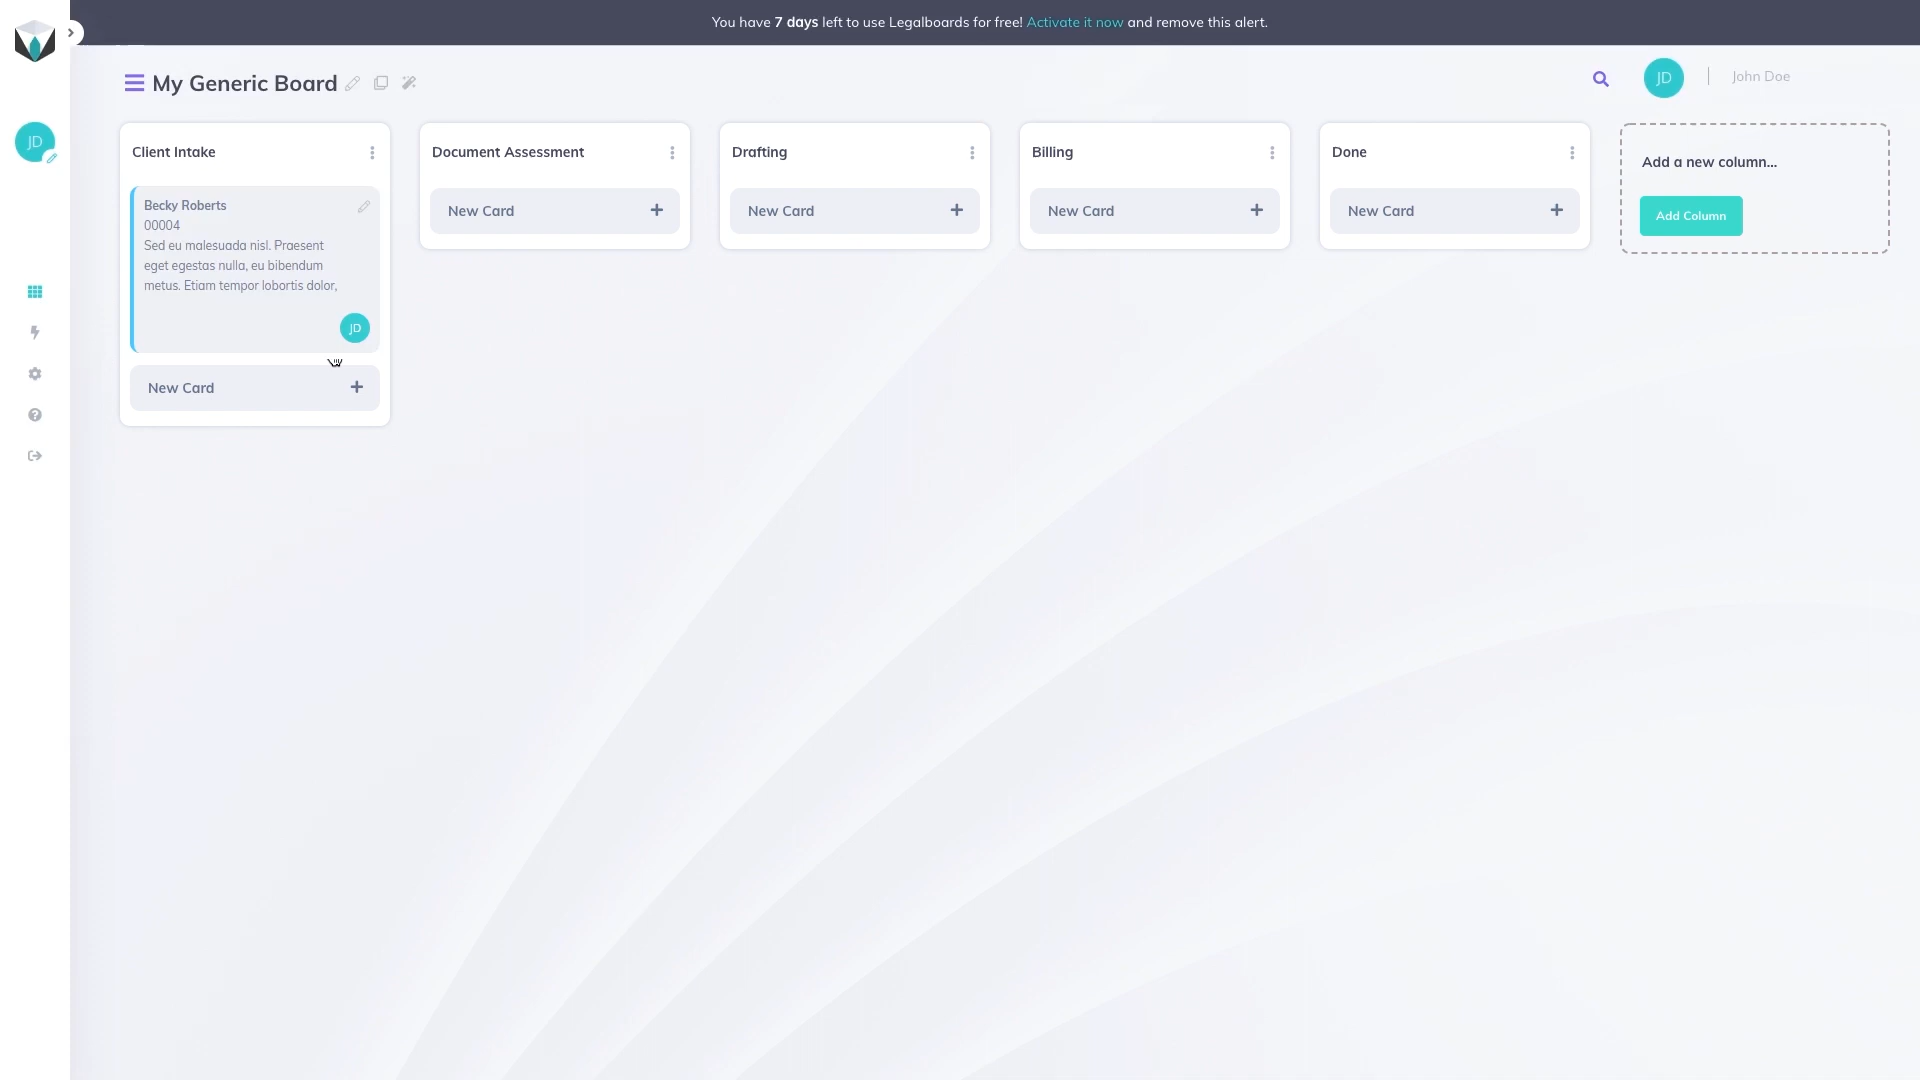 You have 7 days left to use Legalboards for free! Activate it now and remove this alert.
My Generic Board
JD
John Doe
JD
Client Intake
Document Assessment
Drafting
Billing
Done
Add a new column...
Becky Roberts
00004
Sed eu malesuada nisl. Praesent
eget egestas nulla, eu bibendum
metus. Etiam tempor lobortis dolor,
JD
New Card
New Card
New Card
New Card
New Card
Add Column